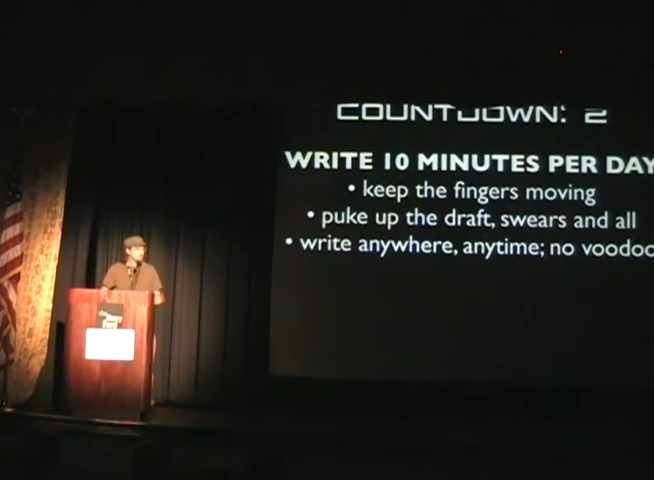 COUNTDOWN: 2
WRITE 10 MINUTES PER DAY
• keep the fingers moving
• puke up the draft, swears and all
• write anywhere, anytime; no voodoo